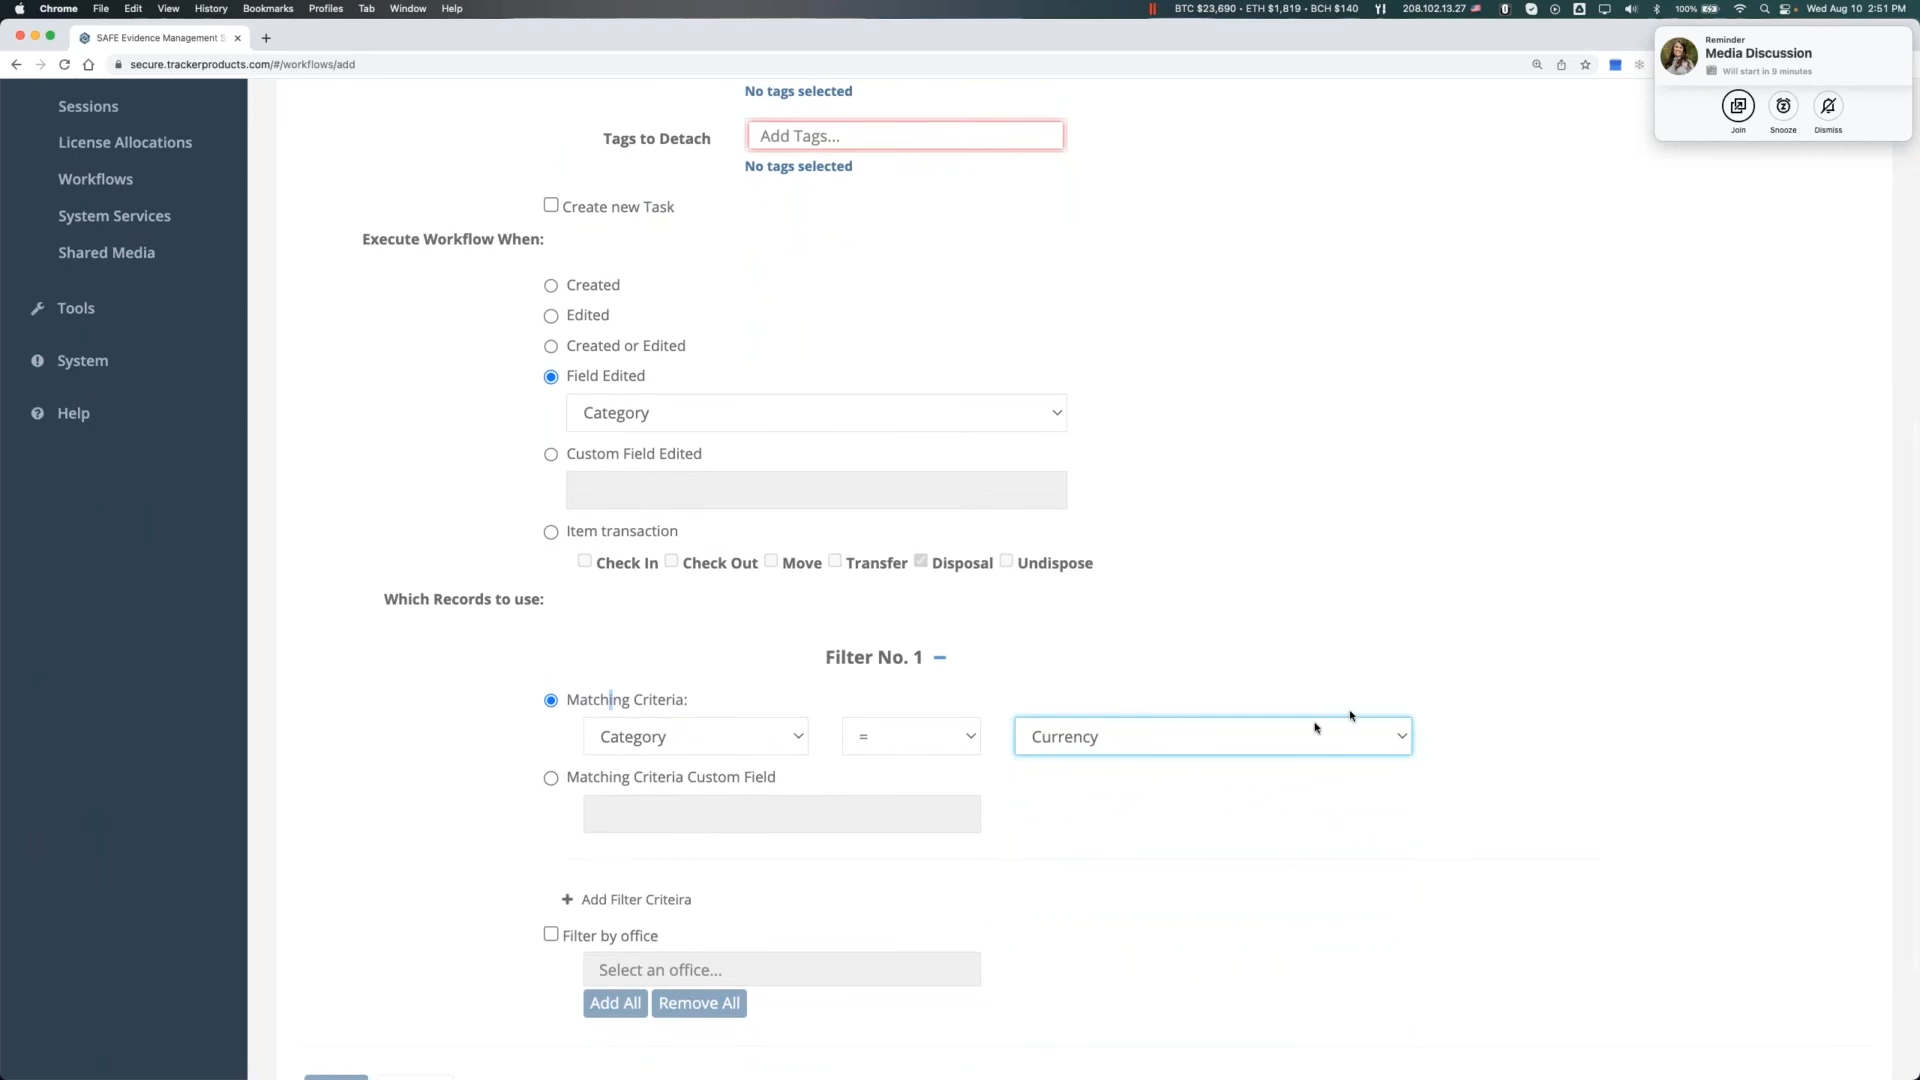 Chrome File Edit View History Bookmarks Profiles Tab Window Help BTC $23,690 • ETH $1,819 • BCH $140 208.102.13.27 100% Wed Aug 10 2:51 PM
SAFE Evidence Management S
secure.trackerproducts.com/#/workflows/add
Reminder
Media Discussion
Will start in 9 minutes
Join Snooze Dismiss
Sessions
License Allocations
Workflows
System Services
Shared Media
Tools
System
Help
No tags selected
Tags to Detach Add Tags...
No tags selected
Create new Task
Execute Workflow When:
Created
Edited
Created or Edited
Field Edited
Category
Custom Field Edited
Item transaction
Check In Check Out Move Transfer Disposal Undispose
Which Records to use:
Filter No. 1
Matching Criteria:
Category = Currency
Matching Criteria Custom Field
Add Filter Criteira
Filter by office
Select an office...
Add All Remove All